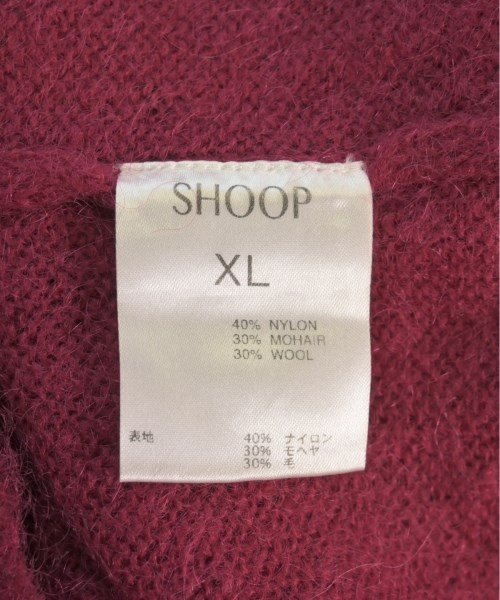 SHOOP
XL
40% NYLON
30% MOHAIR
30% WOOL
表地 40% ナイロン
30% モヘヤ
30% 毛